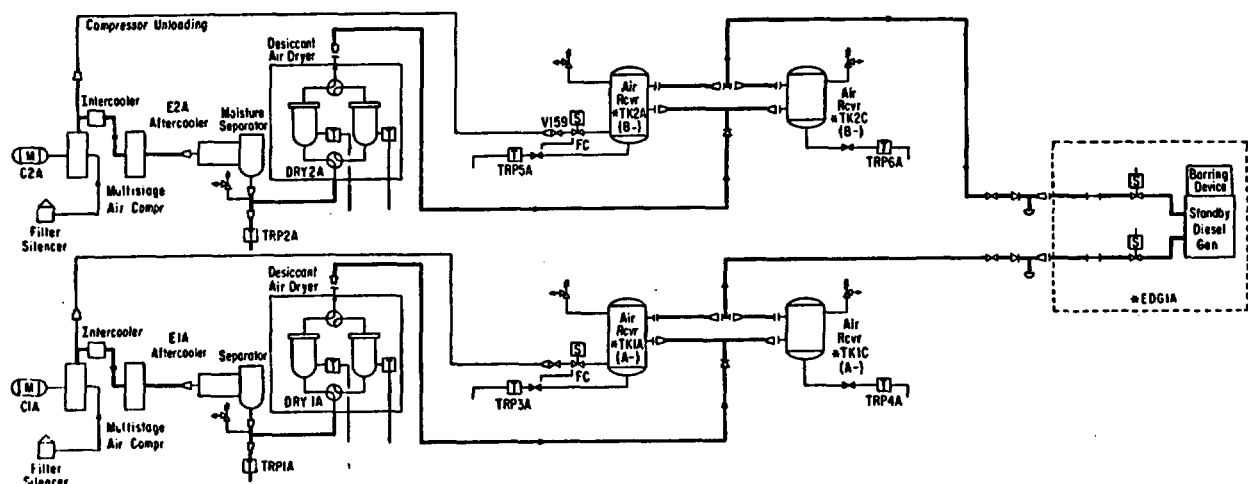 Compressor Unloading
Desiccant
Air Dryer
Intercooler
E2A
Aftercooler
Moisture
Separator
M
C2A
Multistage
Air Compr
Filter
Silencer
T
T
DRY2A
T
TRP2A
V159
S
FC
T
TRP5A
Air
Rcvr
*TK2A
(B-)
Air
Rcvr
*TK2C
(B-)
T
TRP6A
S
Barring
Device
Standby
Diesel
Gen
S
*EDG1A
Desiccant
Air Dryer
Intercooler
E1A
Aftercooler
Separator
M
C1A
Multistage
Air Compr
Filter
Silencer
T
T
DRY1A
T
TRP1A
S
FC
T
TRP3A
Air
Rcvr
*TK1A
(A-)
Air
Rcvr
*TK1C
(A-)
T
TRP4A